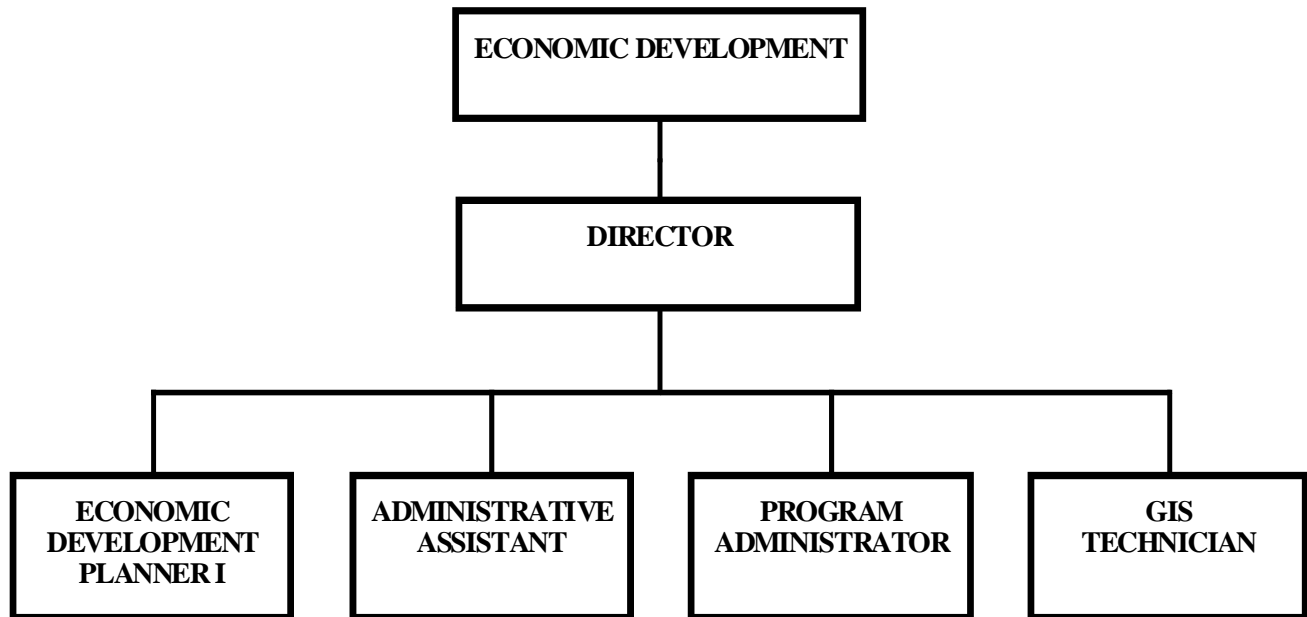 ECONOMIC DEVELOPMENT
DIRECTOR
ECONOMIC
DEVELOPMENT
PLANNER I
ADMINISTRATIVE
ASSISTANT
PROGRAM
ADMINISTRATOR
GIS
TECHNICIAN